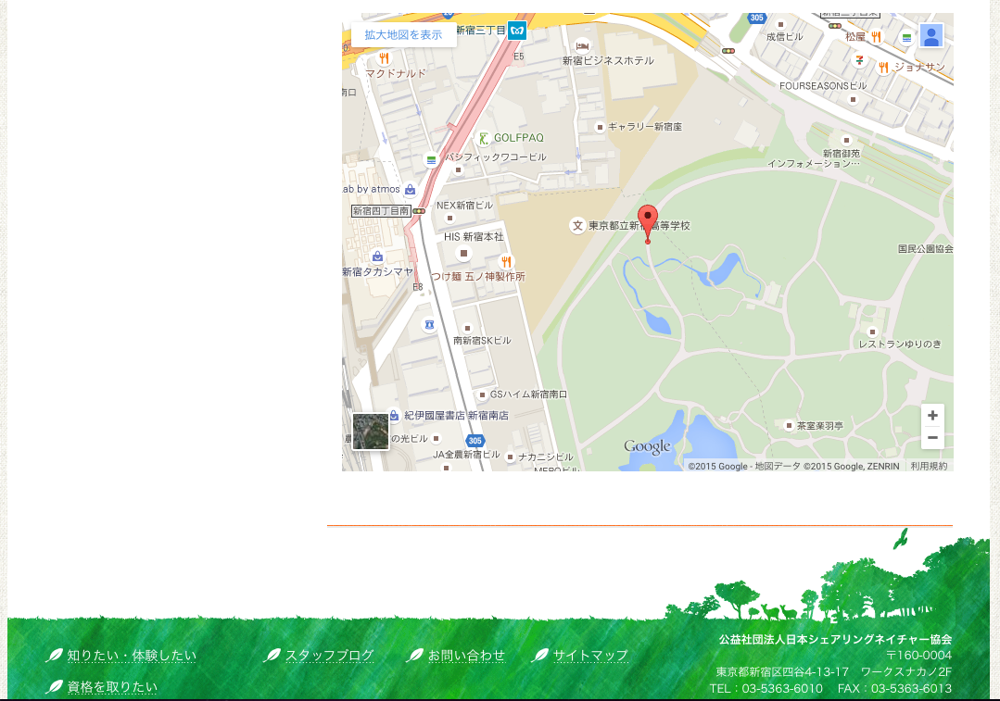 拡大地図を表示
新宿三丁目
E5
マクドナルド
新宿ビジネスホテル
305
成信ビル
松屋
ジョナサン
FOURSEASONSビル
ギャラリー新宿座
GOLFPAQ
パシフィックワコービル
新宿御苑
インフォメーション…
ab by atmos
新宿四丁目南
NEX新宿ビル
文 東京都立新宿高等学校
HIS 新宿本社
国民公園協会
新宿タカシマヤ
つけ麺 五ノ神製作所
E8
南新宿SKビル
レストランゆりのき
GSハイム新宿南口
紀伊國屋書店 新宿南店
茶室楽羽亭
の光ビル
305
JA全農新宿ビル
ナカニシビル
Google
©2015 Google - 地図データ ©2015 Google, ZENRIN 利用規約
知りたい・体験したい
スタッフブログ
お問い合わせ
サイトマップ
資格を取りたい
公益社団法人日本シェアリングネイチャー協会
〒160-0004
東京都新宿区四谷4-13-17 ワークスナカノ2F
TEL：03-5363-6010 FAX：03-5363-6013